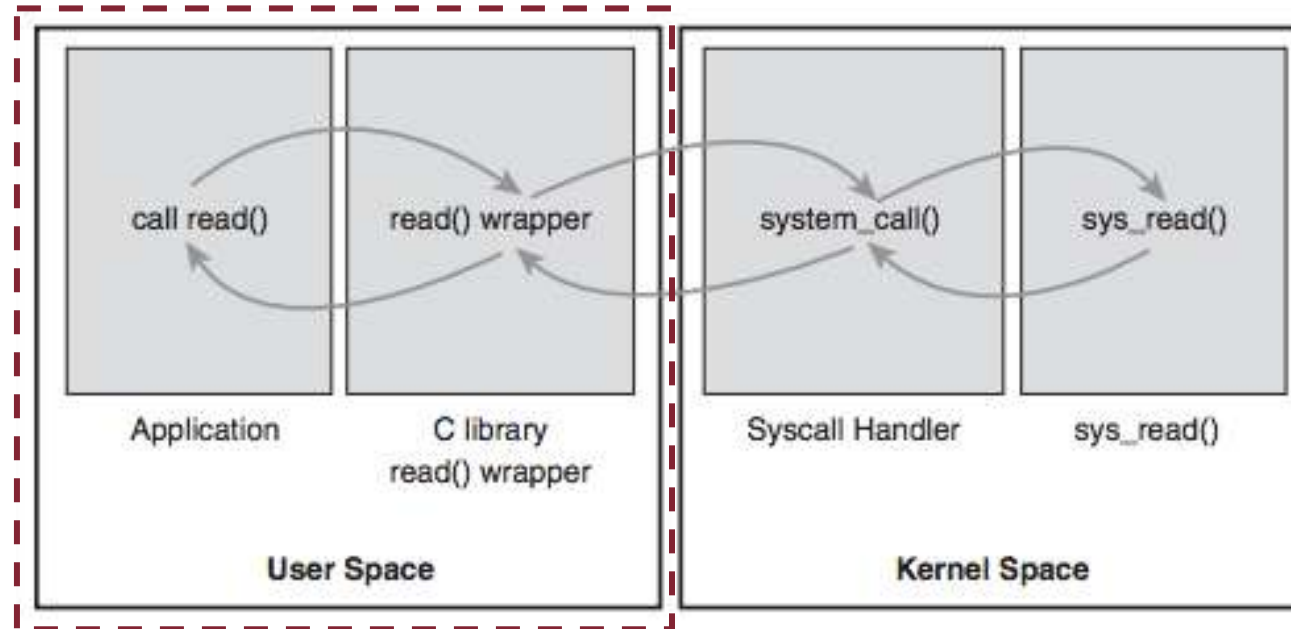 call read()
read() wrapper
system_call()
sys_read()
Application
C library
read() wrapper
Syscall Handler
sys_read()
User Space
Kernel Space